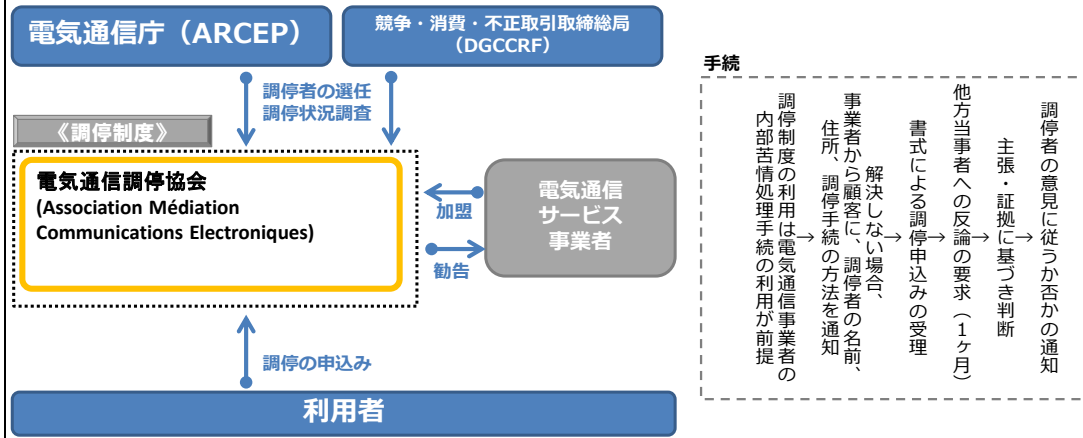 電気通信庁（ARCEP）
競争・消費・不正取引取締総局
（DGCCRF）
調停者の選任
調停状況調査
《調停制度》
電気通信調停協会
(Association Médiation
Communications Electroniques)
加盟
勧告
電気通信
サービス
事業者
調停の申込み
利用者
手続
調停制度の利用は電気通信事業者の
内部苦情処理手続の利用が前提
→
解決しない場合、
事業者から顧客に、調停者の名前、
住所、調停手続の方法を通知
→
書式による調停申込みの受理
→
他方当事者への反論の要求（1ヶ月）
→
主張・証拠に基づき判断
→
調停者の意見に従うか否かの通知